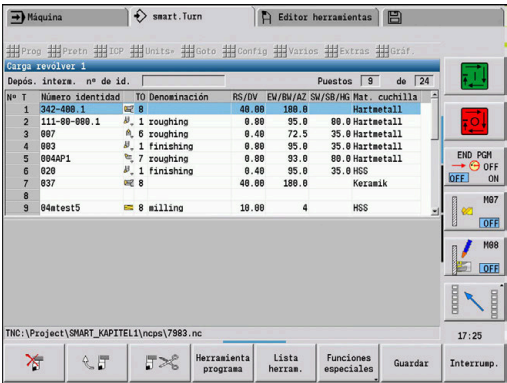 Máquina
smart.Turn
Editor herramientas
Prog Pretn ICP Units» Goto Config Varios Extras Gráf.
Carga revólver 1
Depós. interm. nº de id. Puestos 9 de 24
Nº T Número identidad TO Denominación RS/DV EW/BW/AZ SW/SB/HG Mat. cuchilla
1 342-400.1 8 40.00 180.0 Hartmetall
2 111-80-080.1 1 roughing 0.80 95.0 80.0 Hartmetall
3 007 6 roughing 0.40 72.5 35.0 Hartmetall
4 003 1 finishing 0.80 95.0 80.0 Hartmetall
5 004AP1 7 roughing 0.80 93.0 80.0 Hartmetall
6 020 1 finishing 0.40 95.0 35.0 HSS
7 037 8 40.00 180.0 Keramik
8
9 04mtest5 8 milling 10.00 4 HSS
TNC:\Project\SMART_KAPITEL1\ncps\7983.nc
END PGM
OFF
OFF ON
M07
OFF
M08
OFF
17:25
Herramienta programa
Lista herram.
Funciones especiales
Guardar
Interrump.